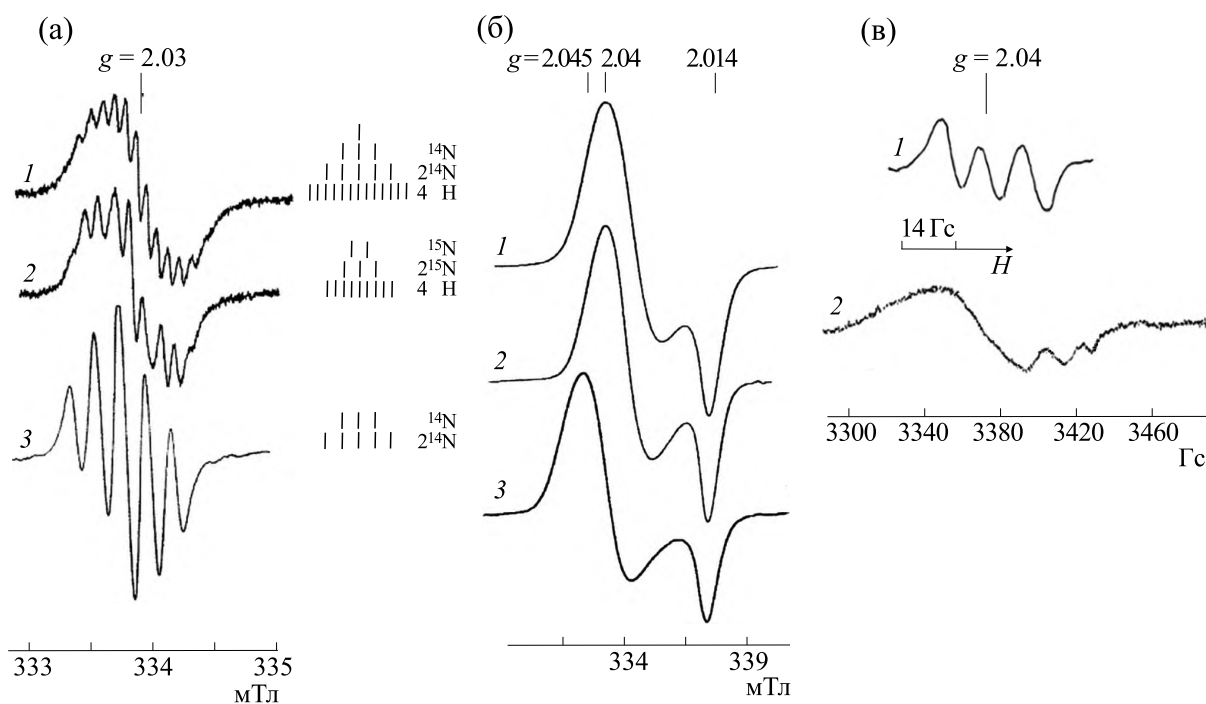 (а)
g = 2.03
1
2
3
14N
2 14N
4 H
15N
2 15N
4 H
14N
2 14N
333 334 335
мТл
(б)
g = 2.045 2.04 2.014
1
2
3
334 339
мТл
(в)
g = 2.04
1
14 Гс
H
2
3300 3340 3380 3420 3460
Гс